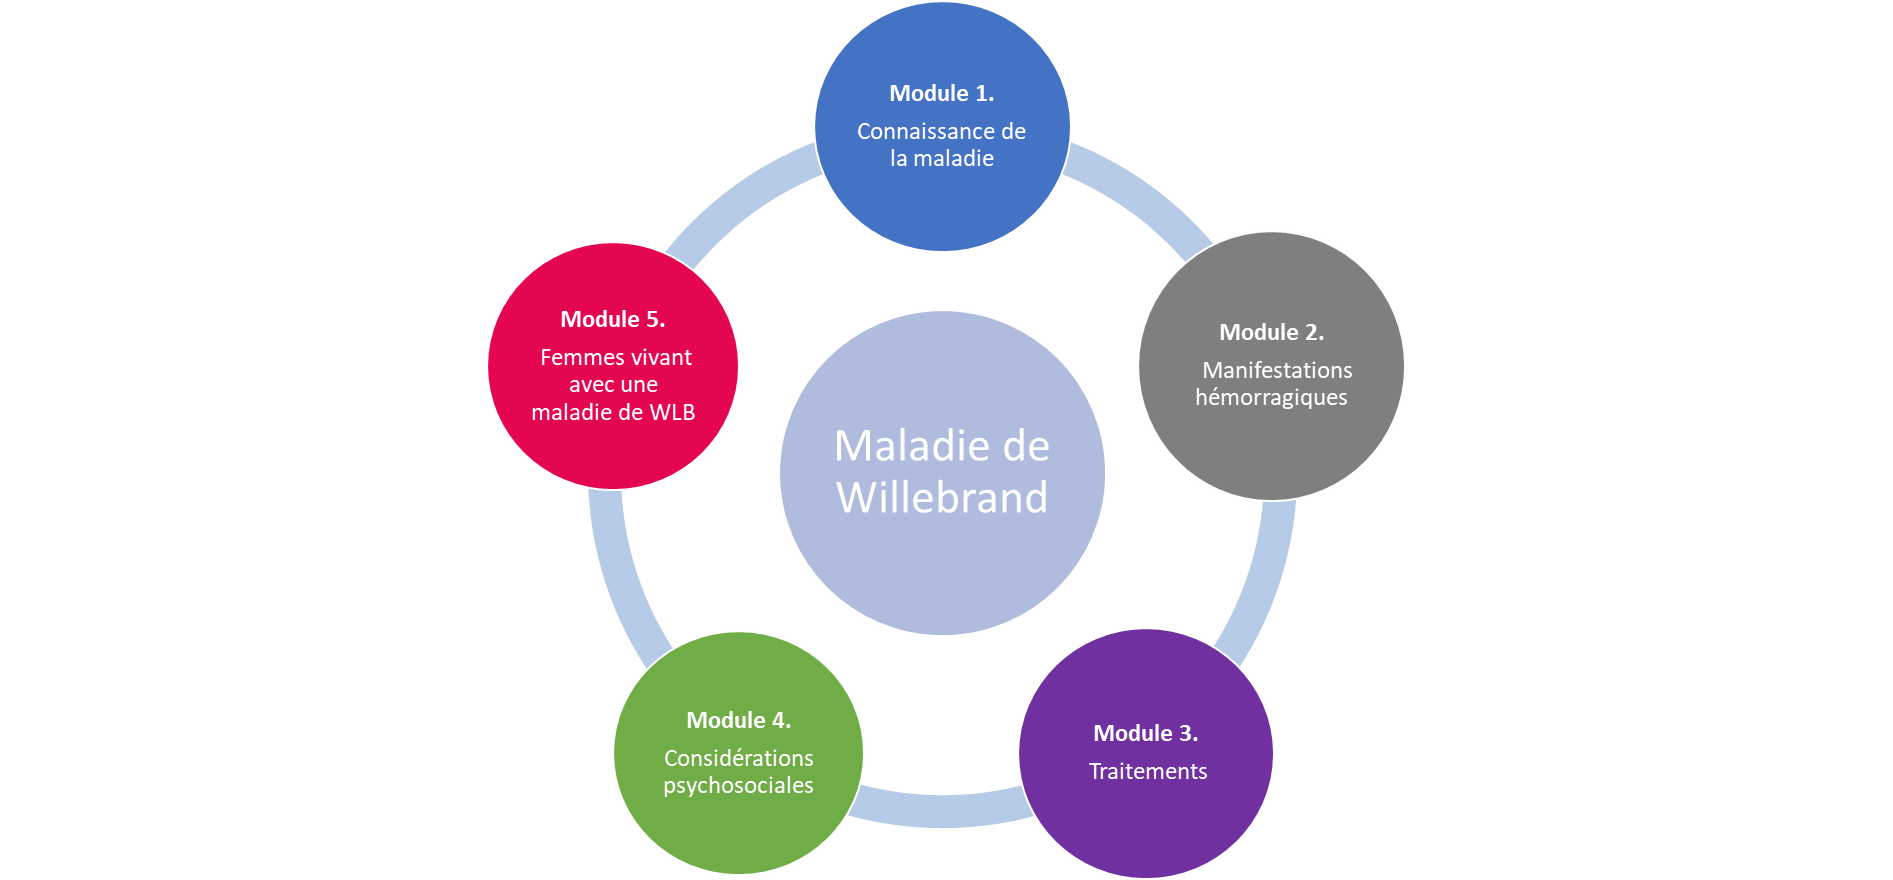 Module 1.
Connaissance de
la maladie
Module 2.
Manifestations
hémorragiques
Module 3.
Traitements
Module 4.
Considérations
psychosociales
Module 5.
Femmes vivant
avec une
maladie de WLB
Maladie de
Willebrand